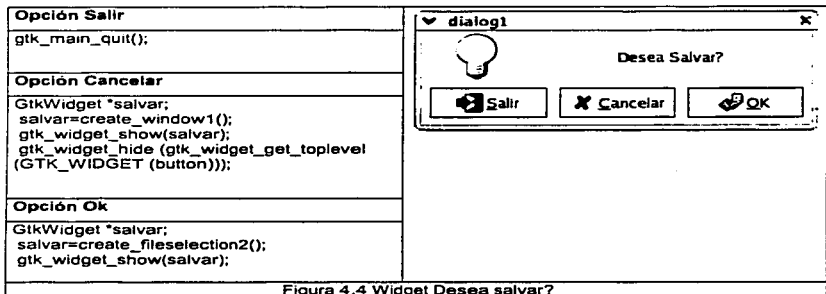 Opción Salir
gtk_main_quit();
Opción Cancelar
GtkWidget *salvar;
salvar=create_window1();
gtk_widget_show(salvar);
gtk_widget_hide (gtk_widget_get_toplevel
(GTK_WIDGET (button)));
Opción Ok
GtkWidget *salvar;
salvar=create_fileselection2();
gtk_widget_show(salvar);
dialog1
Desea Salvar?
Salir
Cancelar
OK
Figura 4.4 Widget Desea salvar?